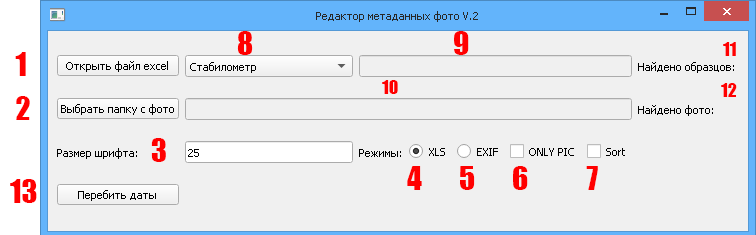 Редактор метаданных фото V.2
8 9 11
1 Открыть файл excel Стабилометр Найдено образцов:
10 12
2 Выбрать папку с фото Найдено фото:
Размер шрифта: 3 25 Режимы: XLS EXIF ONLY PIC Sort
4 5 6 7
13 Перебить даты